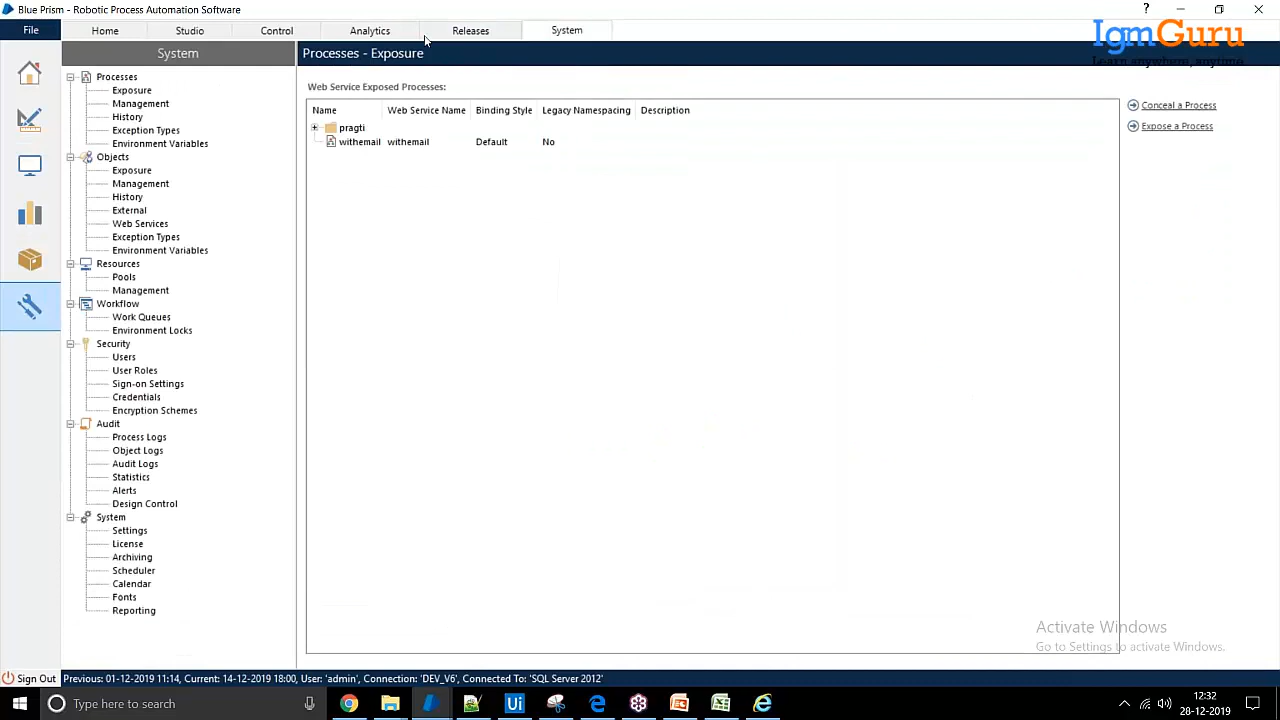 Blue Prism - Robotic Process Automation Software
File
Home
Studio
Control
Analytics
Releases
System
IgmGuru
Learn anywhere, anytime
System
Processes - Exposure
Processes
Exposure
Management
History
Exception Types
Environment Variables
Objects
Exposure
Management
History
External
Web Services
Exception Types
Environment Variables
Resources
Pools
Management
Workflow
Work Queues
Environment Locks
Security
Users
User Roles
Sign-on Settings
Credentials
Encryption Schemes
Audit
Process Logs
Object Logs
Audit Logs
Statistics
Alerts
Design Control
System
Settings
License
Archiving
Scheduler
Calendar
Fonts
Reporting
Web Service Exposed Processes:
Name Web Service Name Binding Style Legacy Namespacing Description
pragti
withemail withemail Default No
Conceal a Process
Expose a Process
Activate Windows
Go to Settings to activate Windows.
Sign Out
Previous: 01-12-2019 11:14, Current: 14-12-2019 18:00, User: 'admin', Connection: 'DEV_V6', Connected To: 'SQL Server 2012'
Type here to search
Ui
12:32
28-12-2019